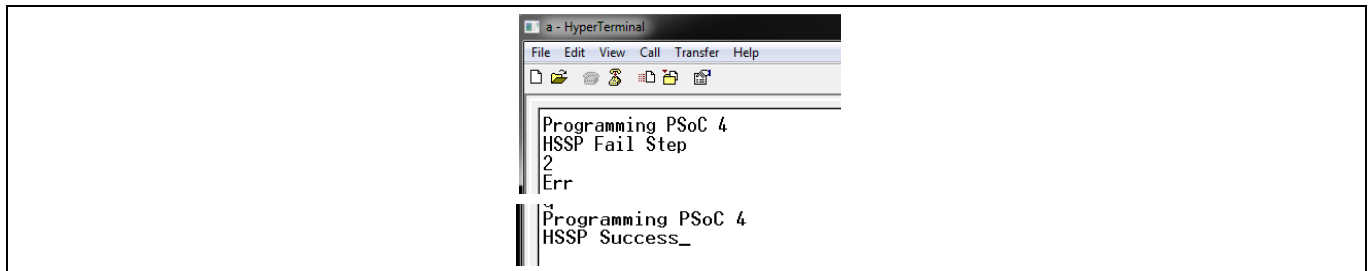 a - HyperTerminal
File Edit View Call Transfer Help
Programming PSoC 4
HSSP Fail Step
2
Err
Programming PSoC 4
HSSP Success_